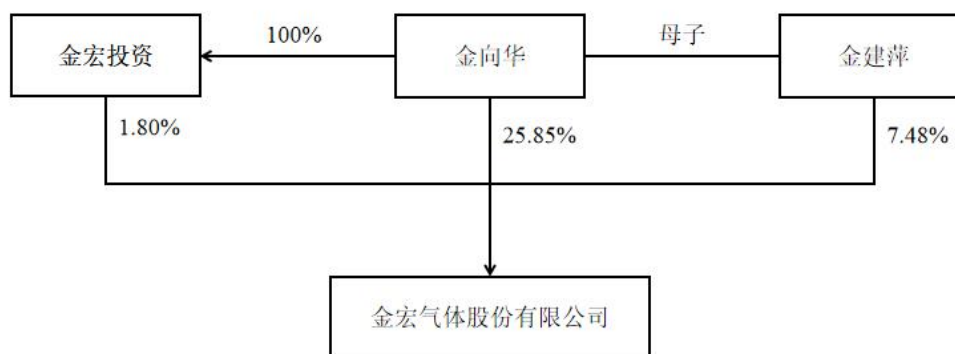 金宏投资
100%
金向华
母子
金建萍
1.80%
25.85%
7.48%
金宏气体股份有限公司